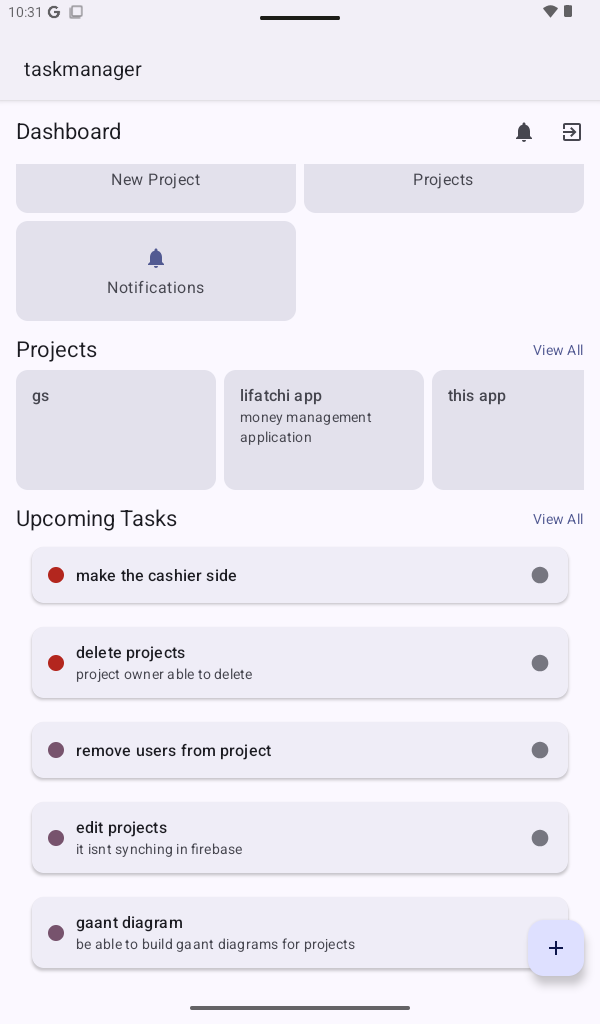 10:31
taskmanager
Dashboard
New Project
Projects
Notifications
Projects
View All
gs
lifatchi app
money management
application
this app
Upcoming Tasks
View All
make the cashier side
delete projects
project owner able to delete
remove users from project
edit projects
it isnt synching in firebase
gaant diagram
be able to build gaant diagrams for projects